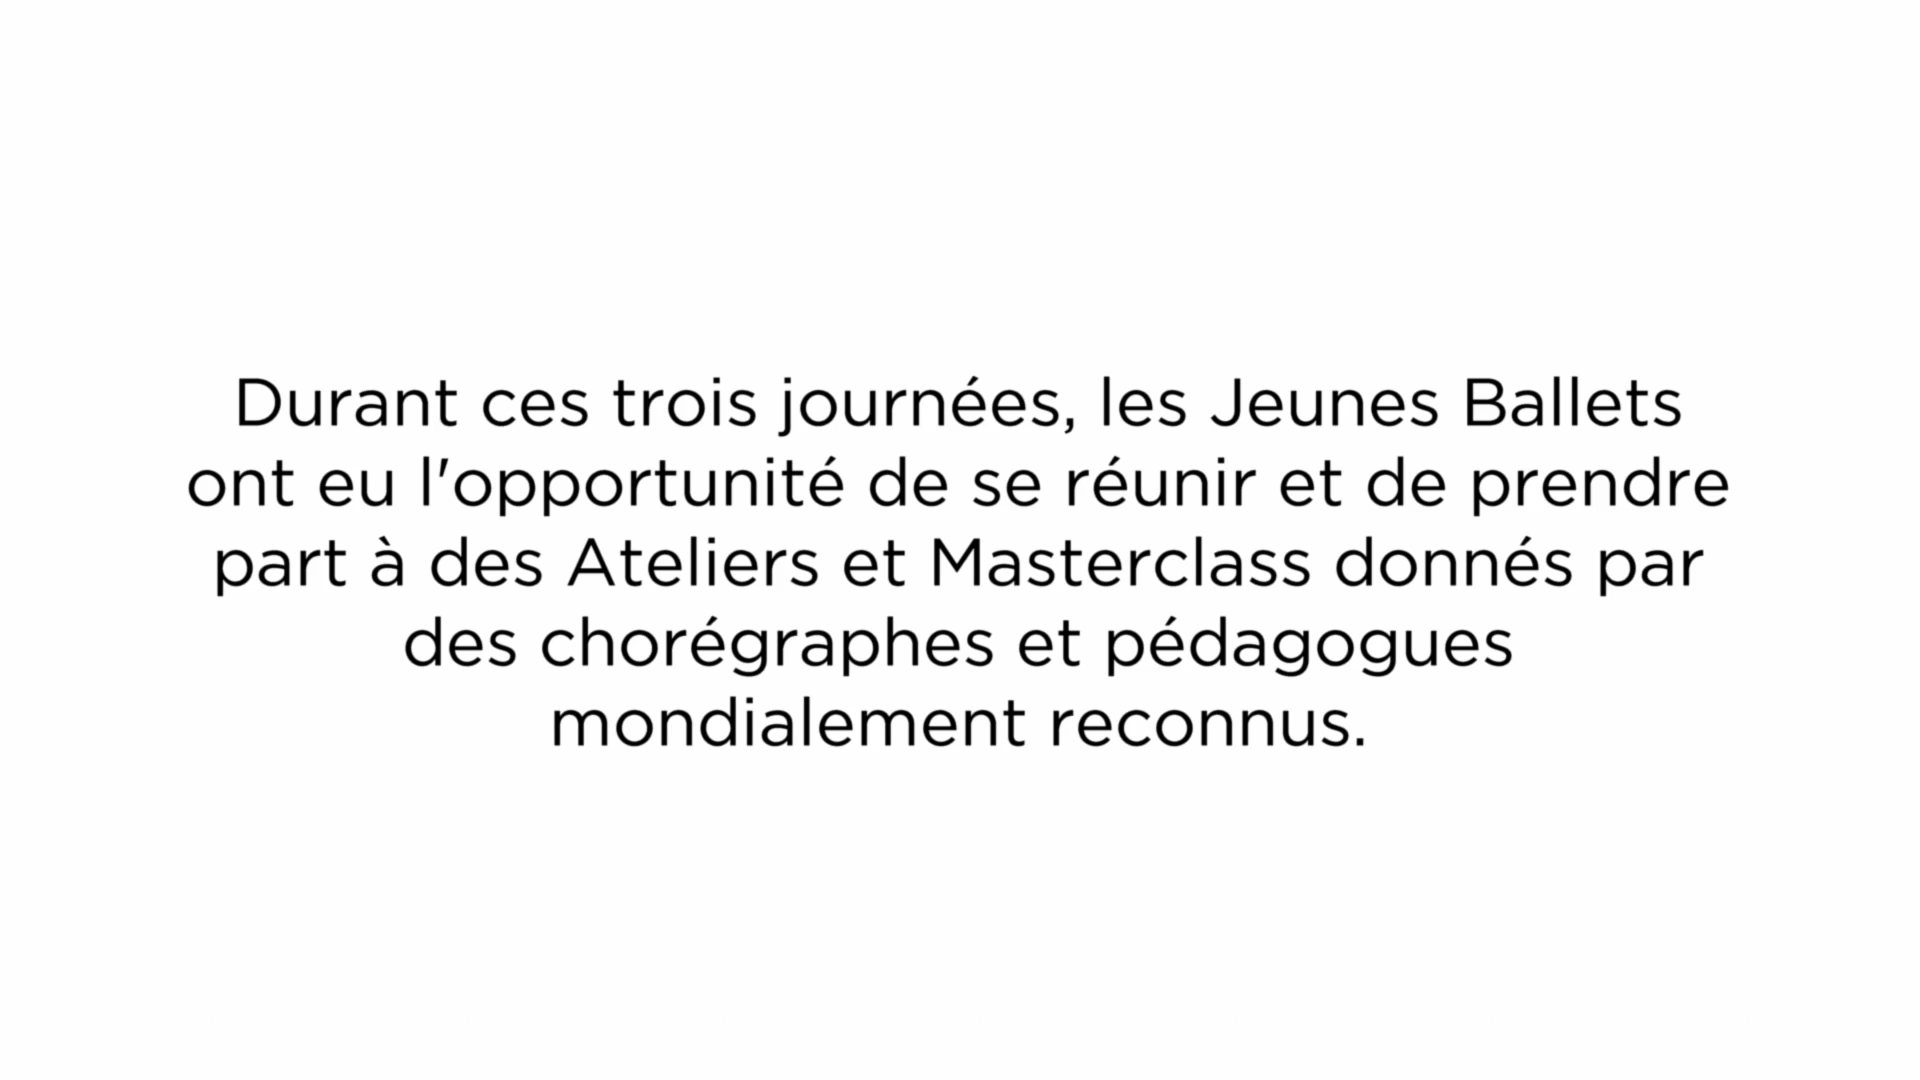 Durant ces trois journées, les Jeunes Ballets
ont eu l'opportunité de se réunir et de prendre
part à des Ateliers et Masterclass donnés par
des chorégraphes et pédagogues
mondialement reconnus.